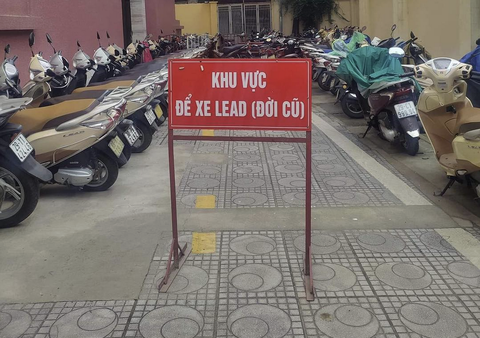 KHU VỰC
ĐỂ XE LEAD (ĐỜI CŨ)